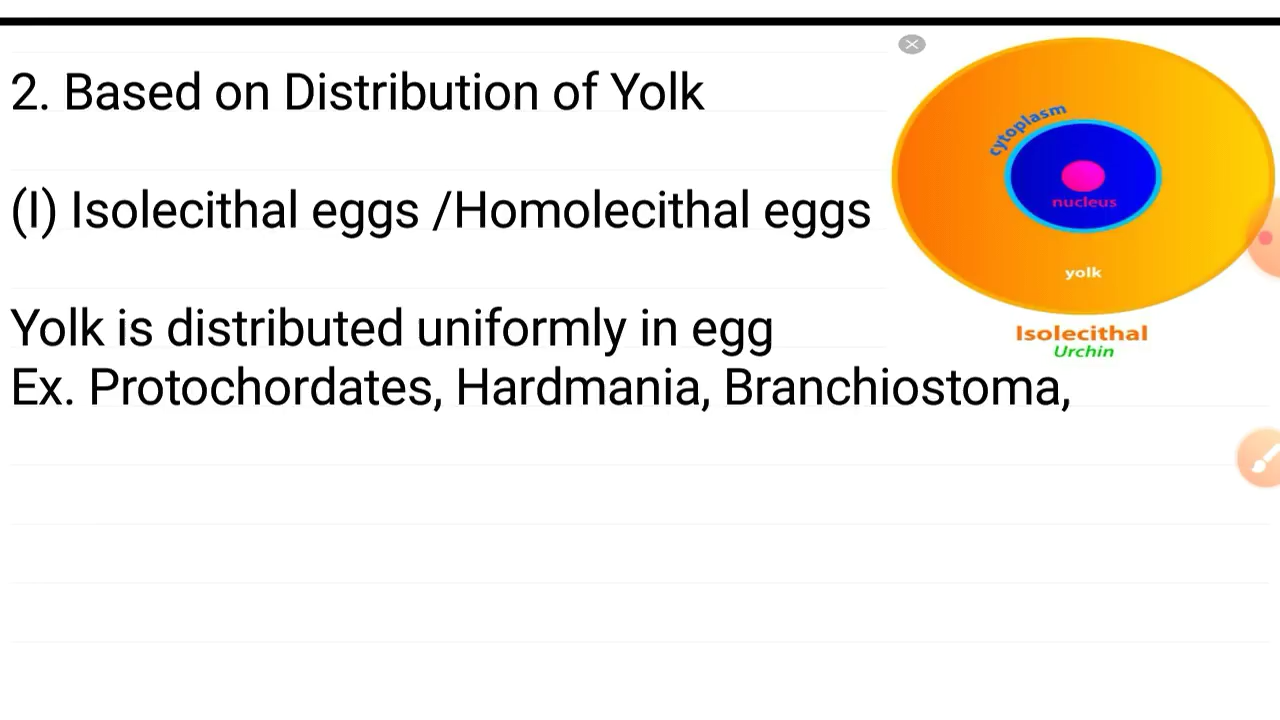 2. Based on Distribution of Yolk
(I) Isolecithal eggs /Homolecithal eggs
Yolk is distributed uniformly in egg
Ex. Protochordates, Hardmania, Branchiostoma,
cytoplasm
nucleus
yolk
Isolecithal
Urchin